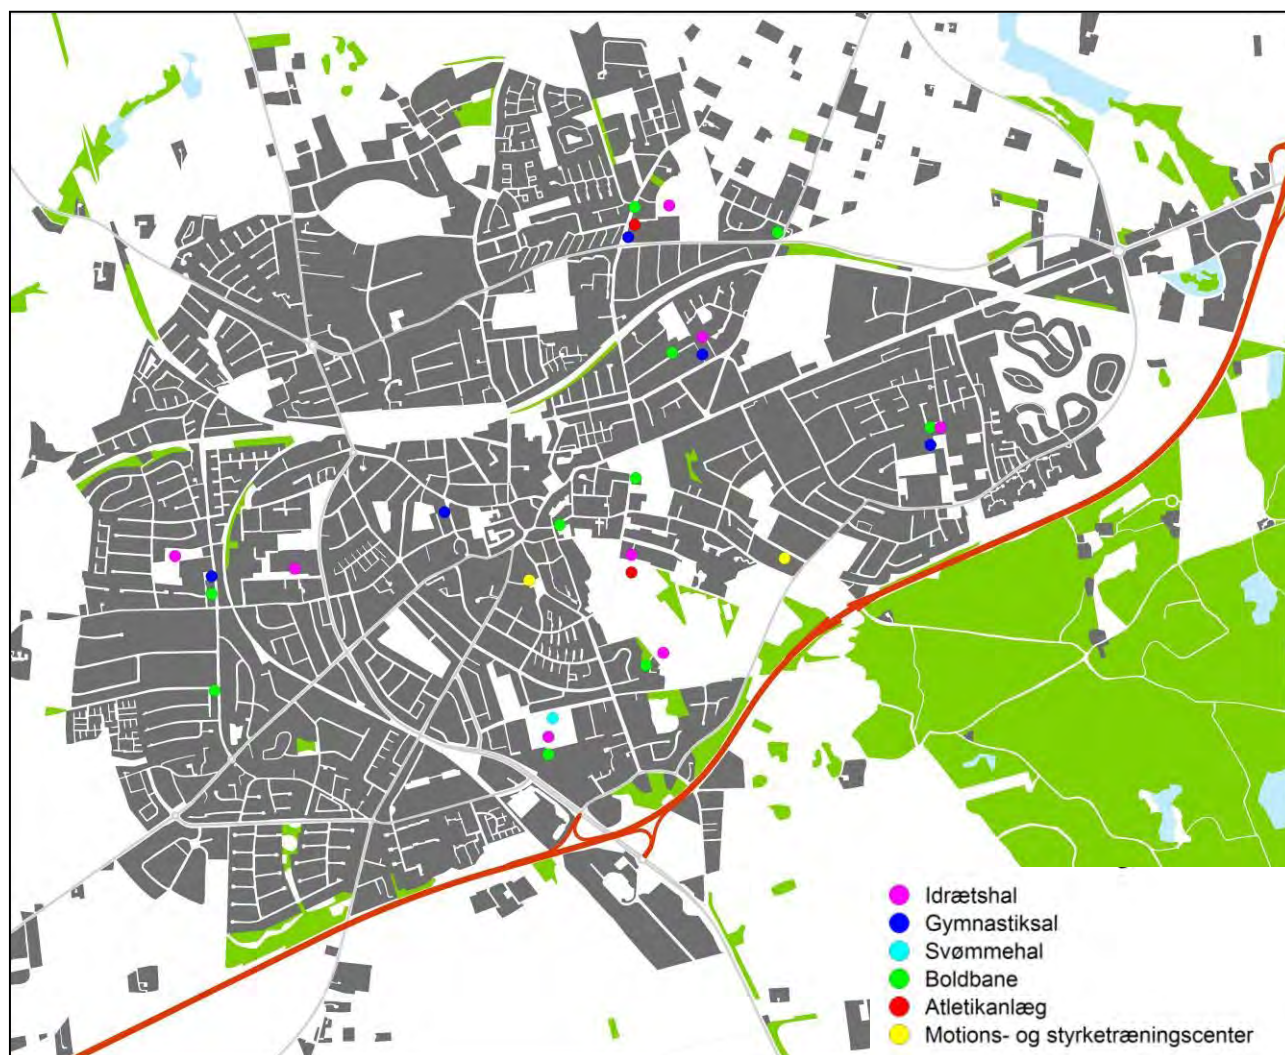 Idrætshal
Gymnastiksal
Svømmehal
Boldbane
Atletikanlæg
Motions- og styrketræningscenter